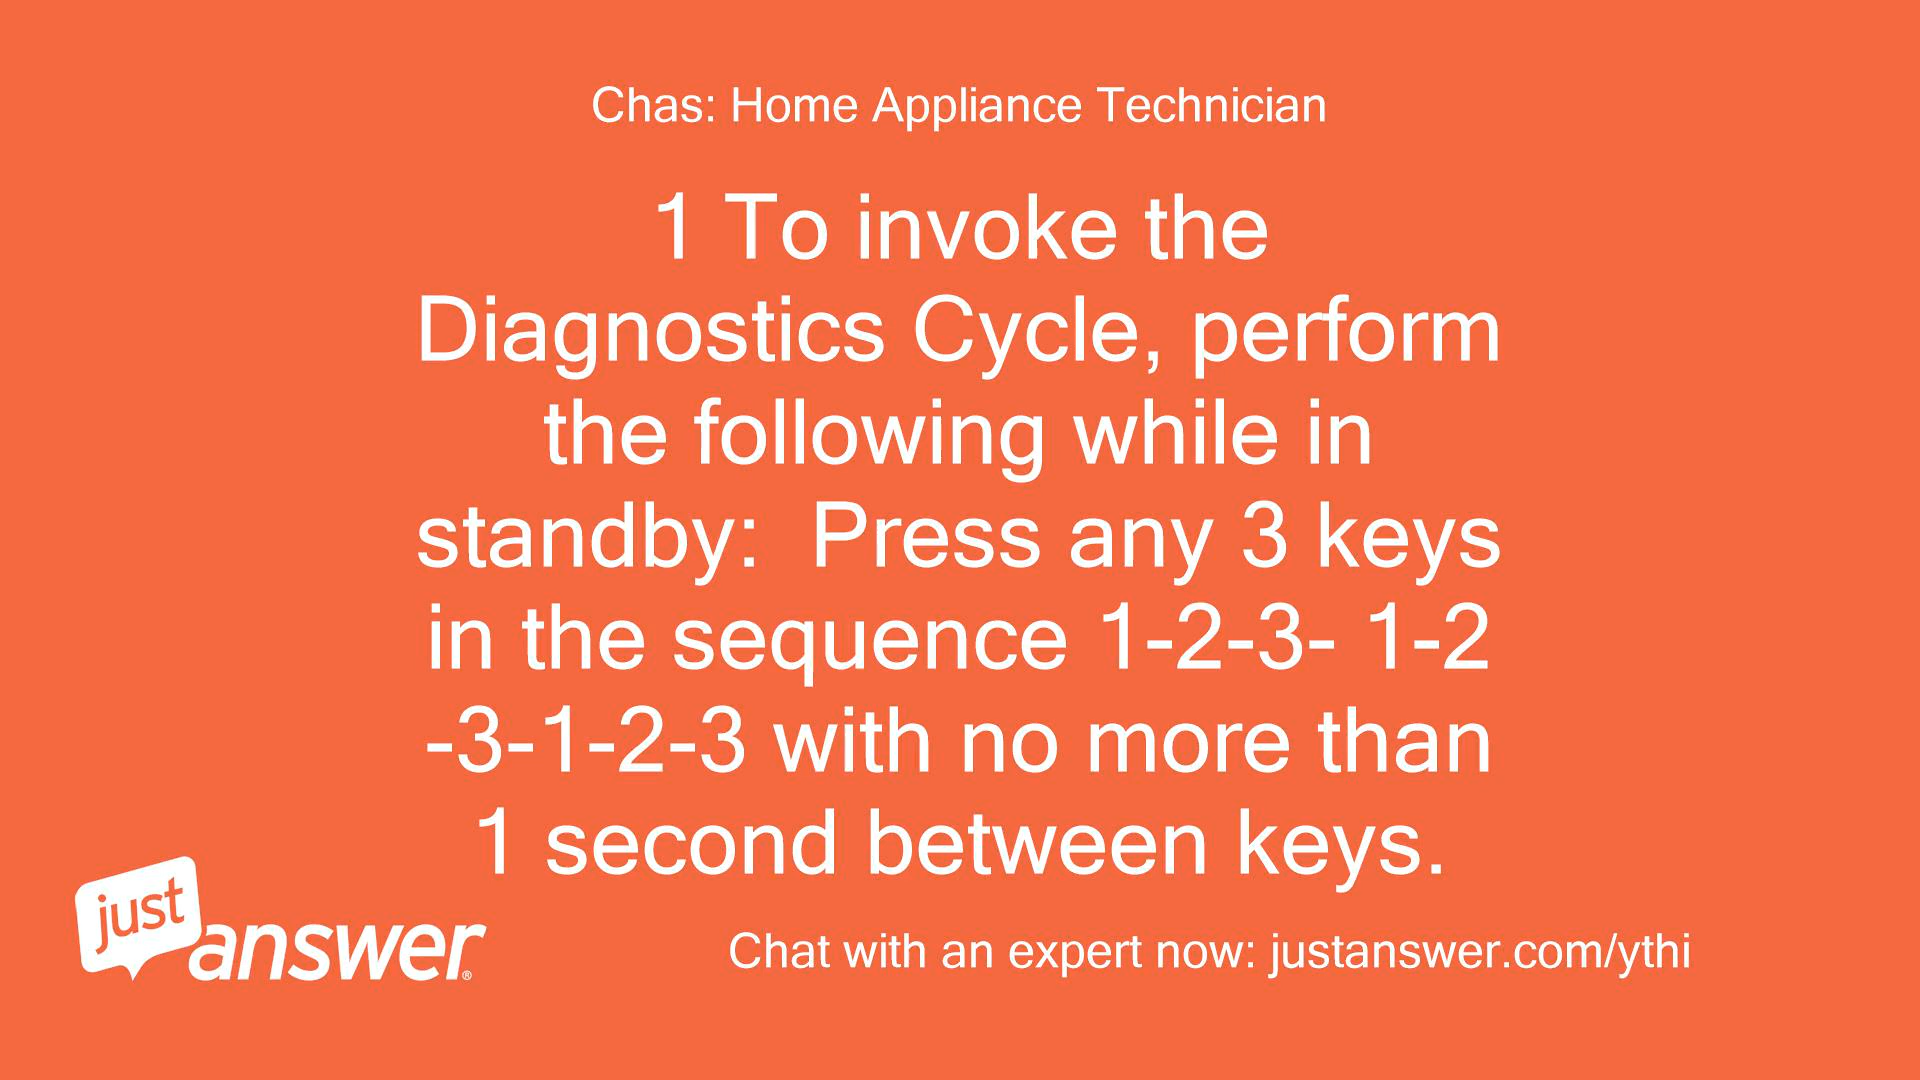 Chas: Home Appliance Technician
1 To invoke the
Diagnostics Cycle, perform
the following while in
standby:  Press any 3 keys
in the sequence 1-2-3- 1-2
-3-1-2-3 with no more than
1 second between keys.
just
answer®
Chat with an expert now: justanswer.com/ythi